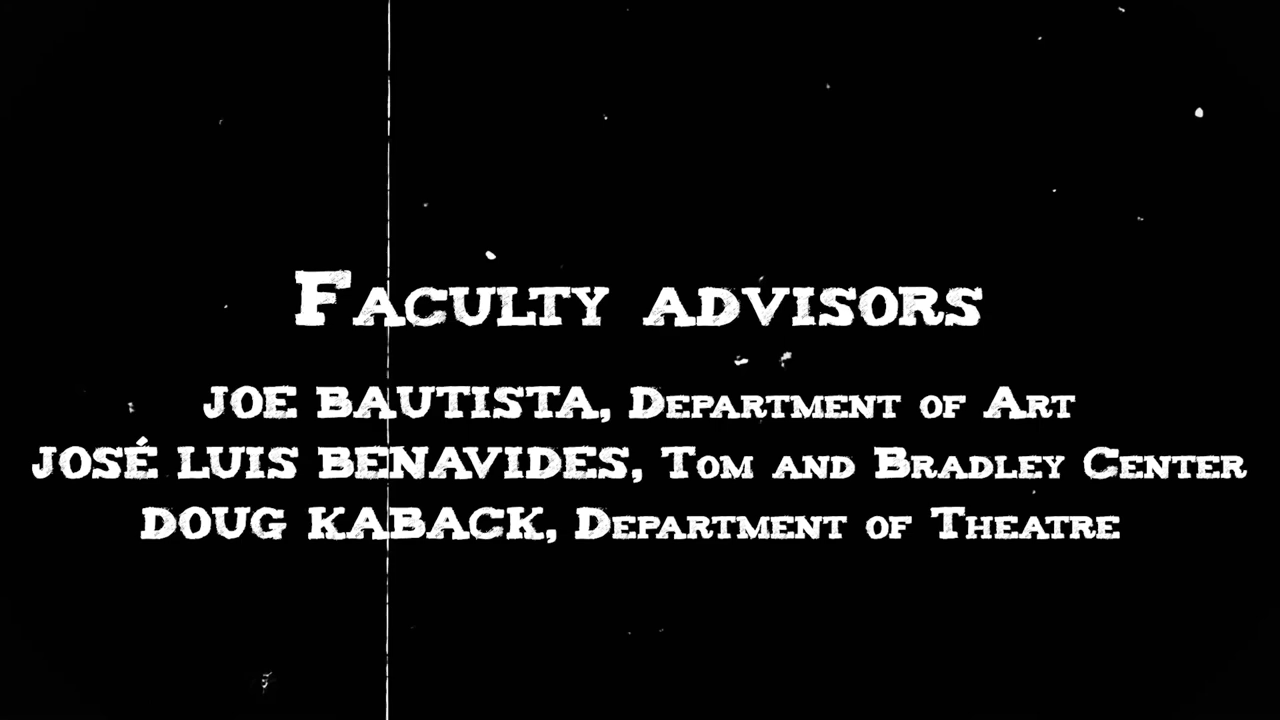 Faculty advisors
JOE BAUTISTA, Department of Art
JOSÉ LUIS BENAVIDES, Tom and Bradley Center
DOUG KABACK, Department of Theatre